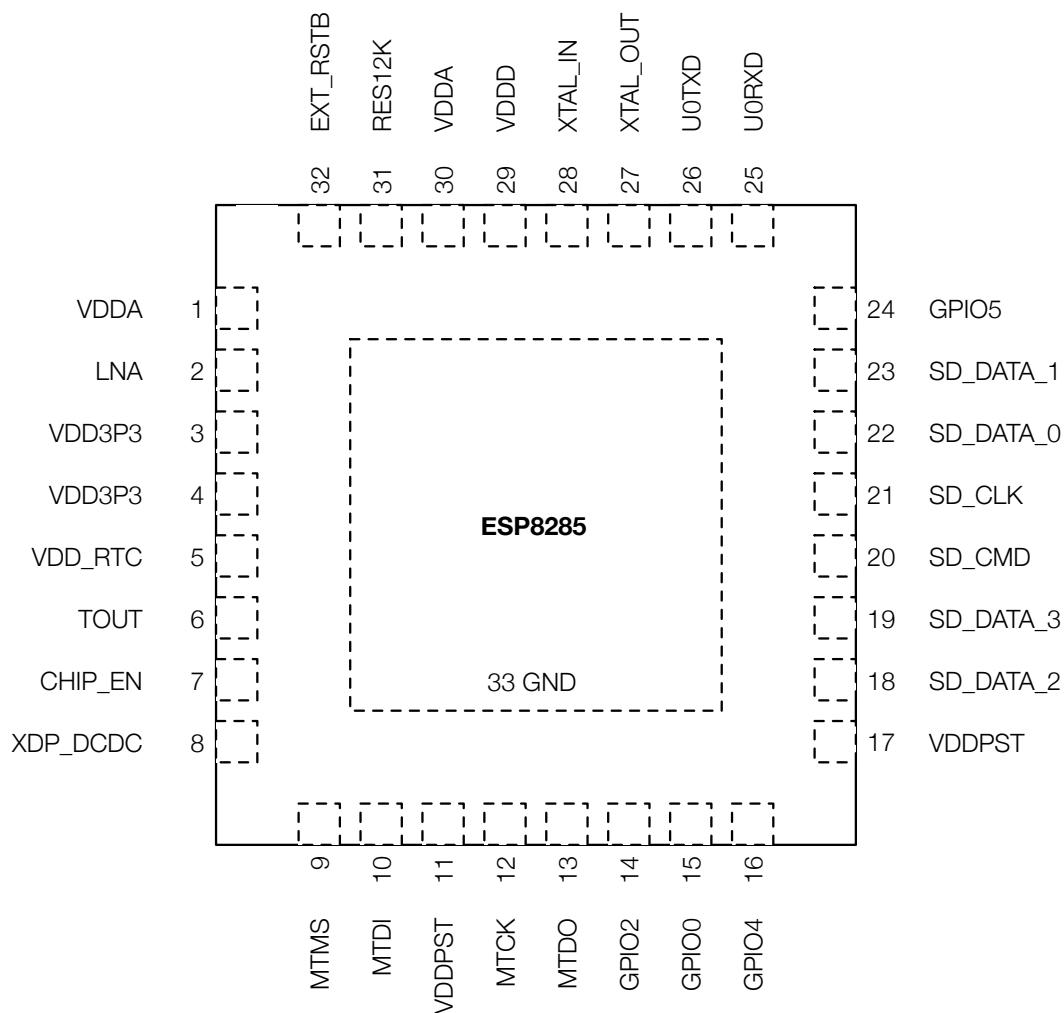 EXT_RSTB
RES12K
VDDA
VDDD
XTAL_IN
XTAL_OUT
U0TXD
U0RXD
32
31
30
29
28
27
26
25
VDDA 1
LNA 2
VDD3P3 3
VDD3P3 4
VDD_RTC 5
TOUT 6
CHIP_EN 7
XDP_DCDC 8
ESP8285
33 GND
24 GPIO5
23 SD_DATA_1
22 SD_DATA_0
21 SD_CLK
20 SD_CMD
19 SD_DATA_3
18 SD_DATA_2
17 VDDPST
9
10
11
12
13
14
15
16
MTMS
MTDI
VDDPST
MTCK
MTDO
GPIO2
GPIO0
GPIO4